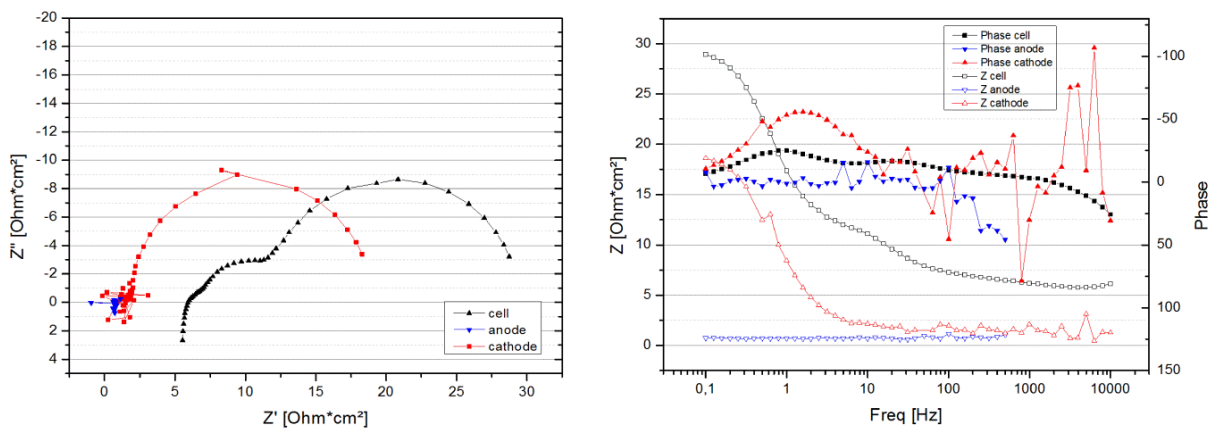 -20
-18
-16
-14
-12
-10
-8
-6
-4
-2
0
2
4
Z'' [Ohm*cm²]
cell
anode
cathode
0 5 10 15 20 25 30
Z' [Ohm*cm²]
30
25
20
15
10
5
0
Z [Ohm*cm²]
Phase cell
Phase anode
Phase cathode
Z cell
Z anode
Z cathode
-100
-50
0
50
100
150
Phase
0,1 1 10 100 1000 10000
Freq [Hz]